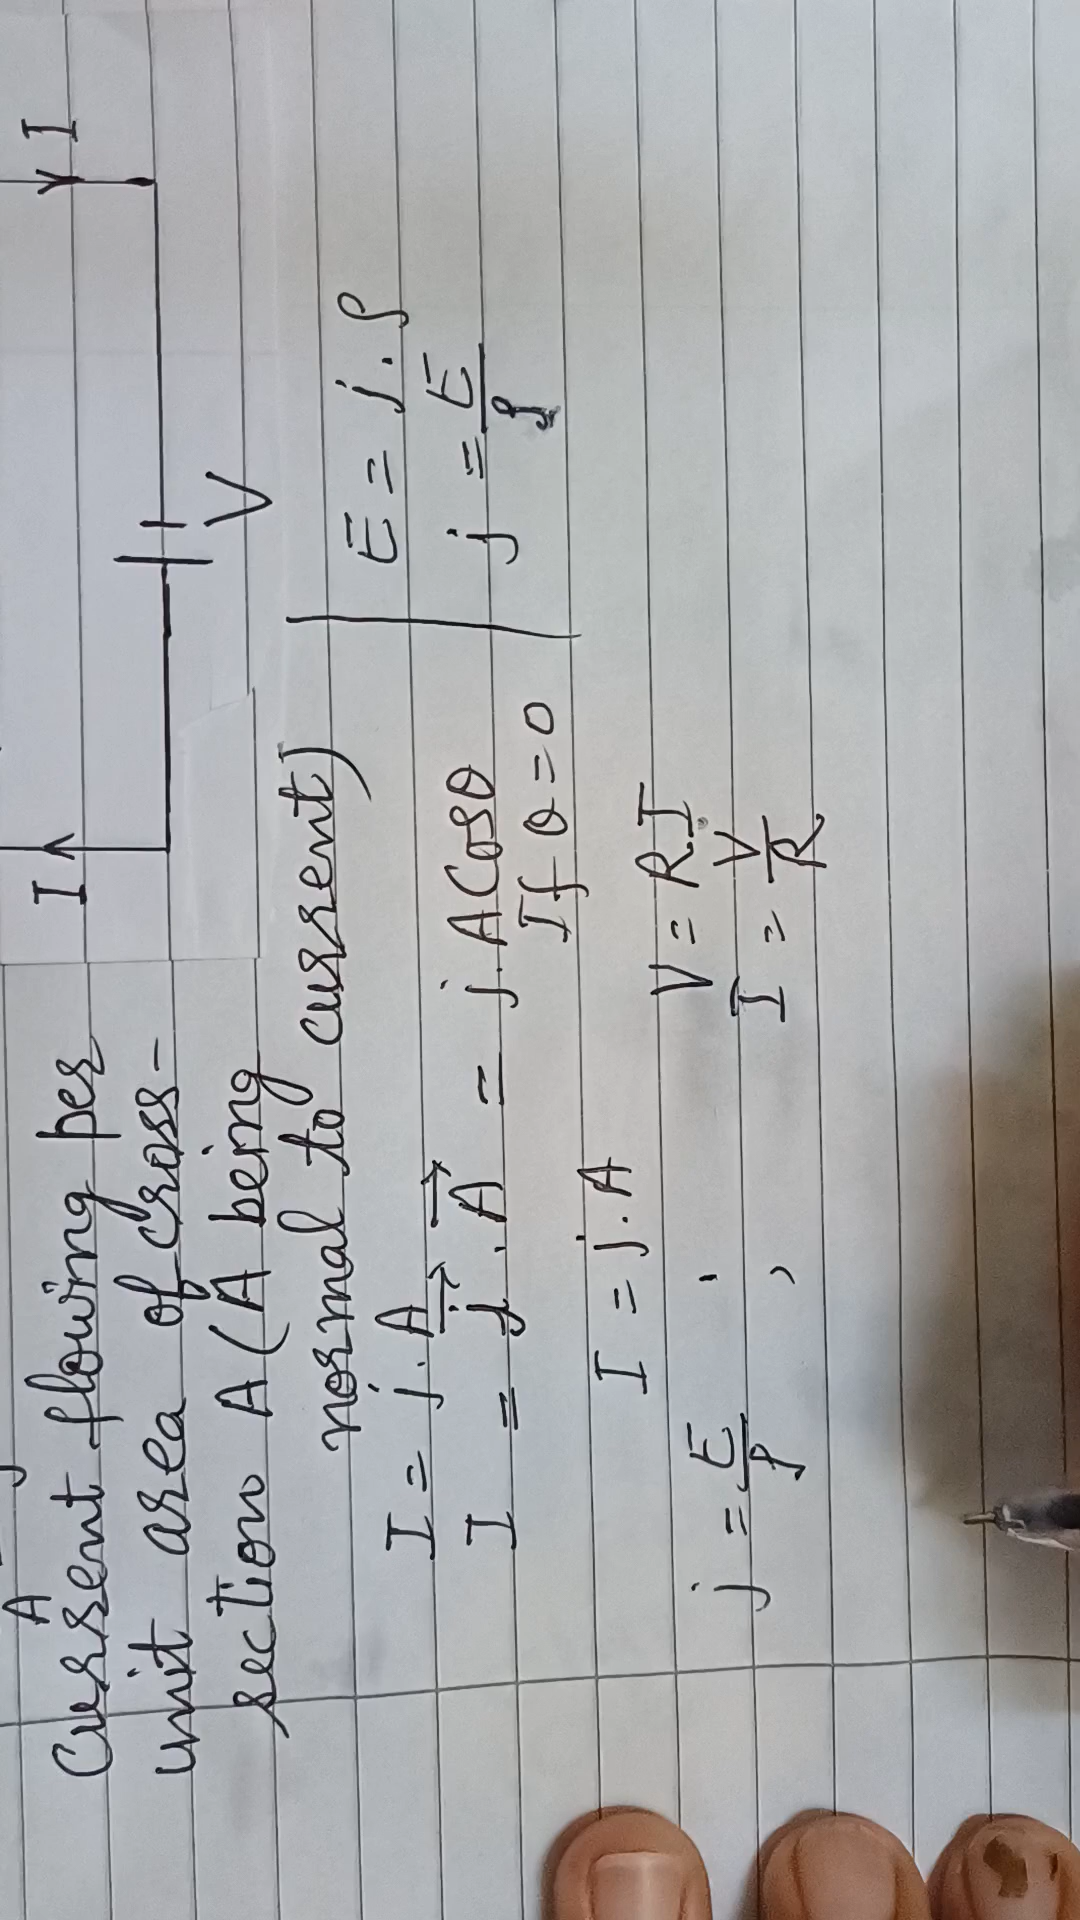 I I
V
A
Current flowing per
unit area of cross-
section A (A being
normal to current)
I = j.A
I = j⃗ . A⃗ = j.A Cosθ
If θ = 0
E = j.ρ
j = E/ρ
I = j.A
j = E/ρ , V = RI
I = V/R